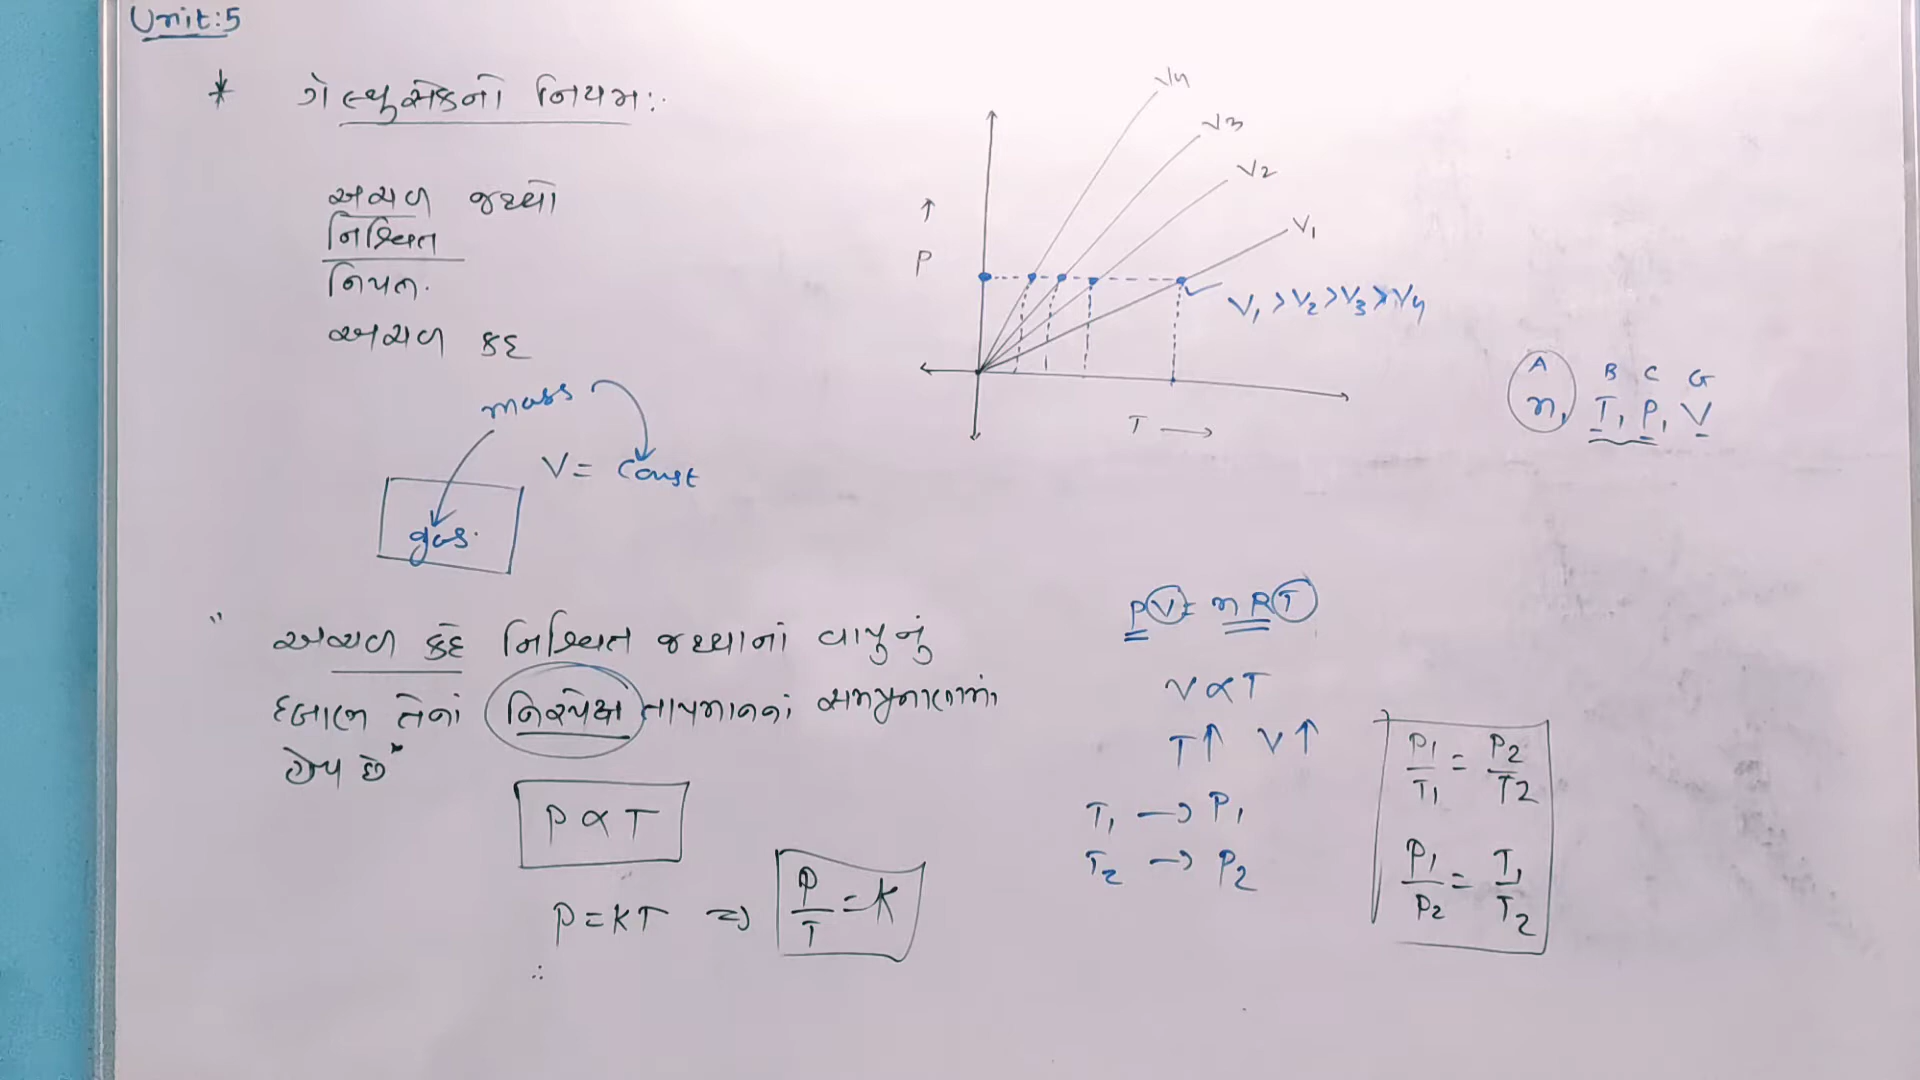 Unit:5
* ગેલ્યુસેકનો નિયમ:
અચળ જથ્થો
નિશ્ચિત
નિયત.
અચળ કદ
mass
V = Const
gas.
V4
V3
V2
V1
↑
P
V1 > V2 > V3 > V4
T →
A B C G
n, T, P, V
" અચળ કદે નિશ્ચિત જથ્થાનાં વાયુનું
દબાણ તેનાં નિરપેક્ષ તાપમાનનાં સમપ્રમાણમાં
હોય છે"
P ∝ T
P = KT ⇒ P/T = K
∴
PV = nRT
V ∝ T
T↑ V↑
T1 → P1
T2 → P2
P1/T1 = P2/T2
P1/P2 = T1/T2